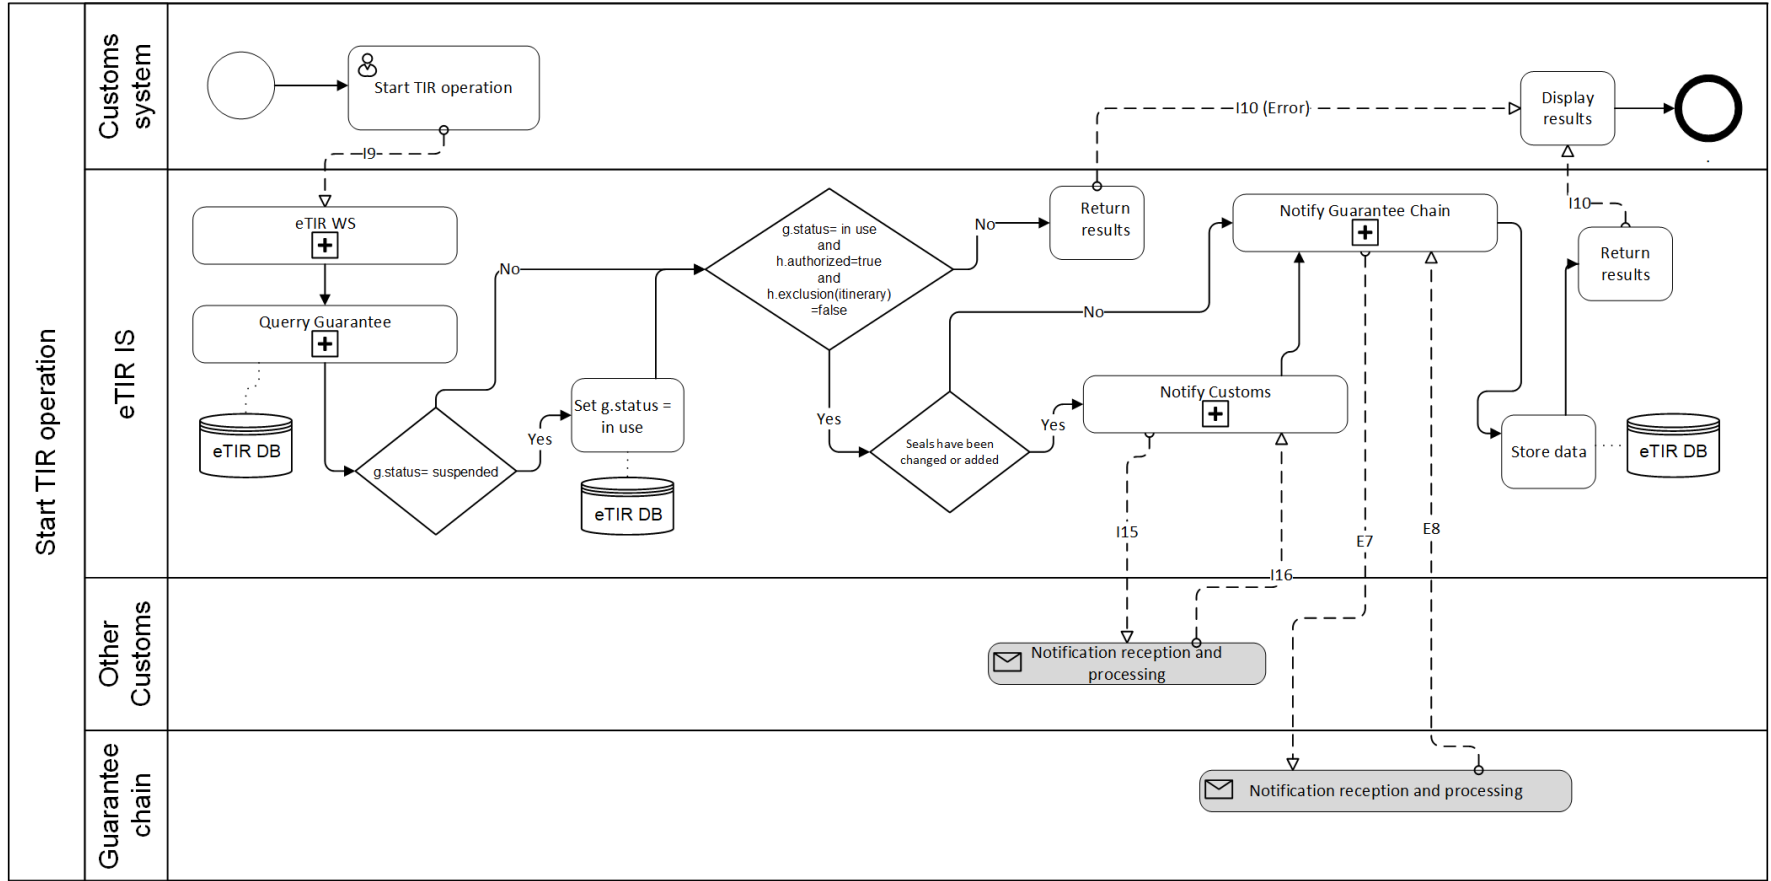 Start TIR operation
Customs
system
Start TIR operation
I9
I10 (Error)
Display
results
eTIR IS
eTIR WS
Querry Guarantee
eTIR DB
g.status= suspended
No
Yes
Set g.status =
in use
eTIR DB
g.status= in use
and
h.authorized=true
and
h.exclusion(itinerary)
=false
No
Return
results
Yes
Seals have been
changed or added
No
Yes
Notify Customs
Notify Guarantee Chain
I10
Return
results
Store data
eTIR DB
I15
I16
E7
E8
Other
Customs
Notification reception and
processing
Guarantee
chain
Notification reception and processing